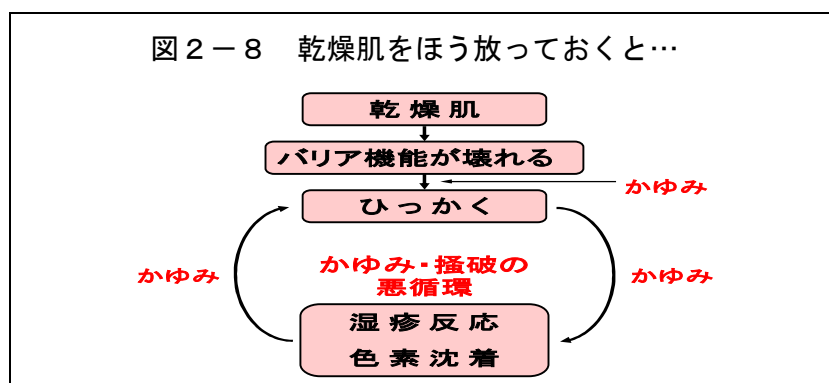 図２－８　乾燥肌をほう放っておくと…
乾燥肌
バリア機能が壊れる
かゆみ
ひっかく
かゆみ
かゆみ・掻破の
悪循環
かゆみ
湿疹反応
色素沈着